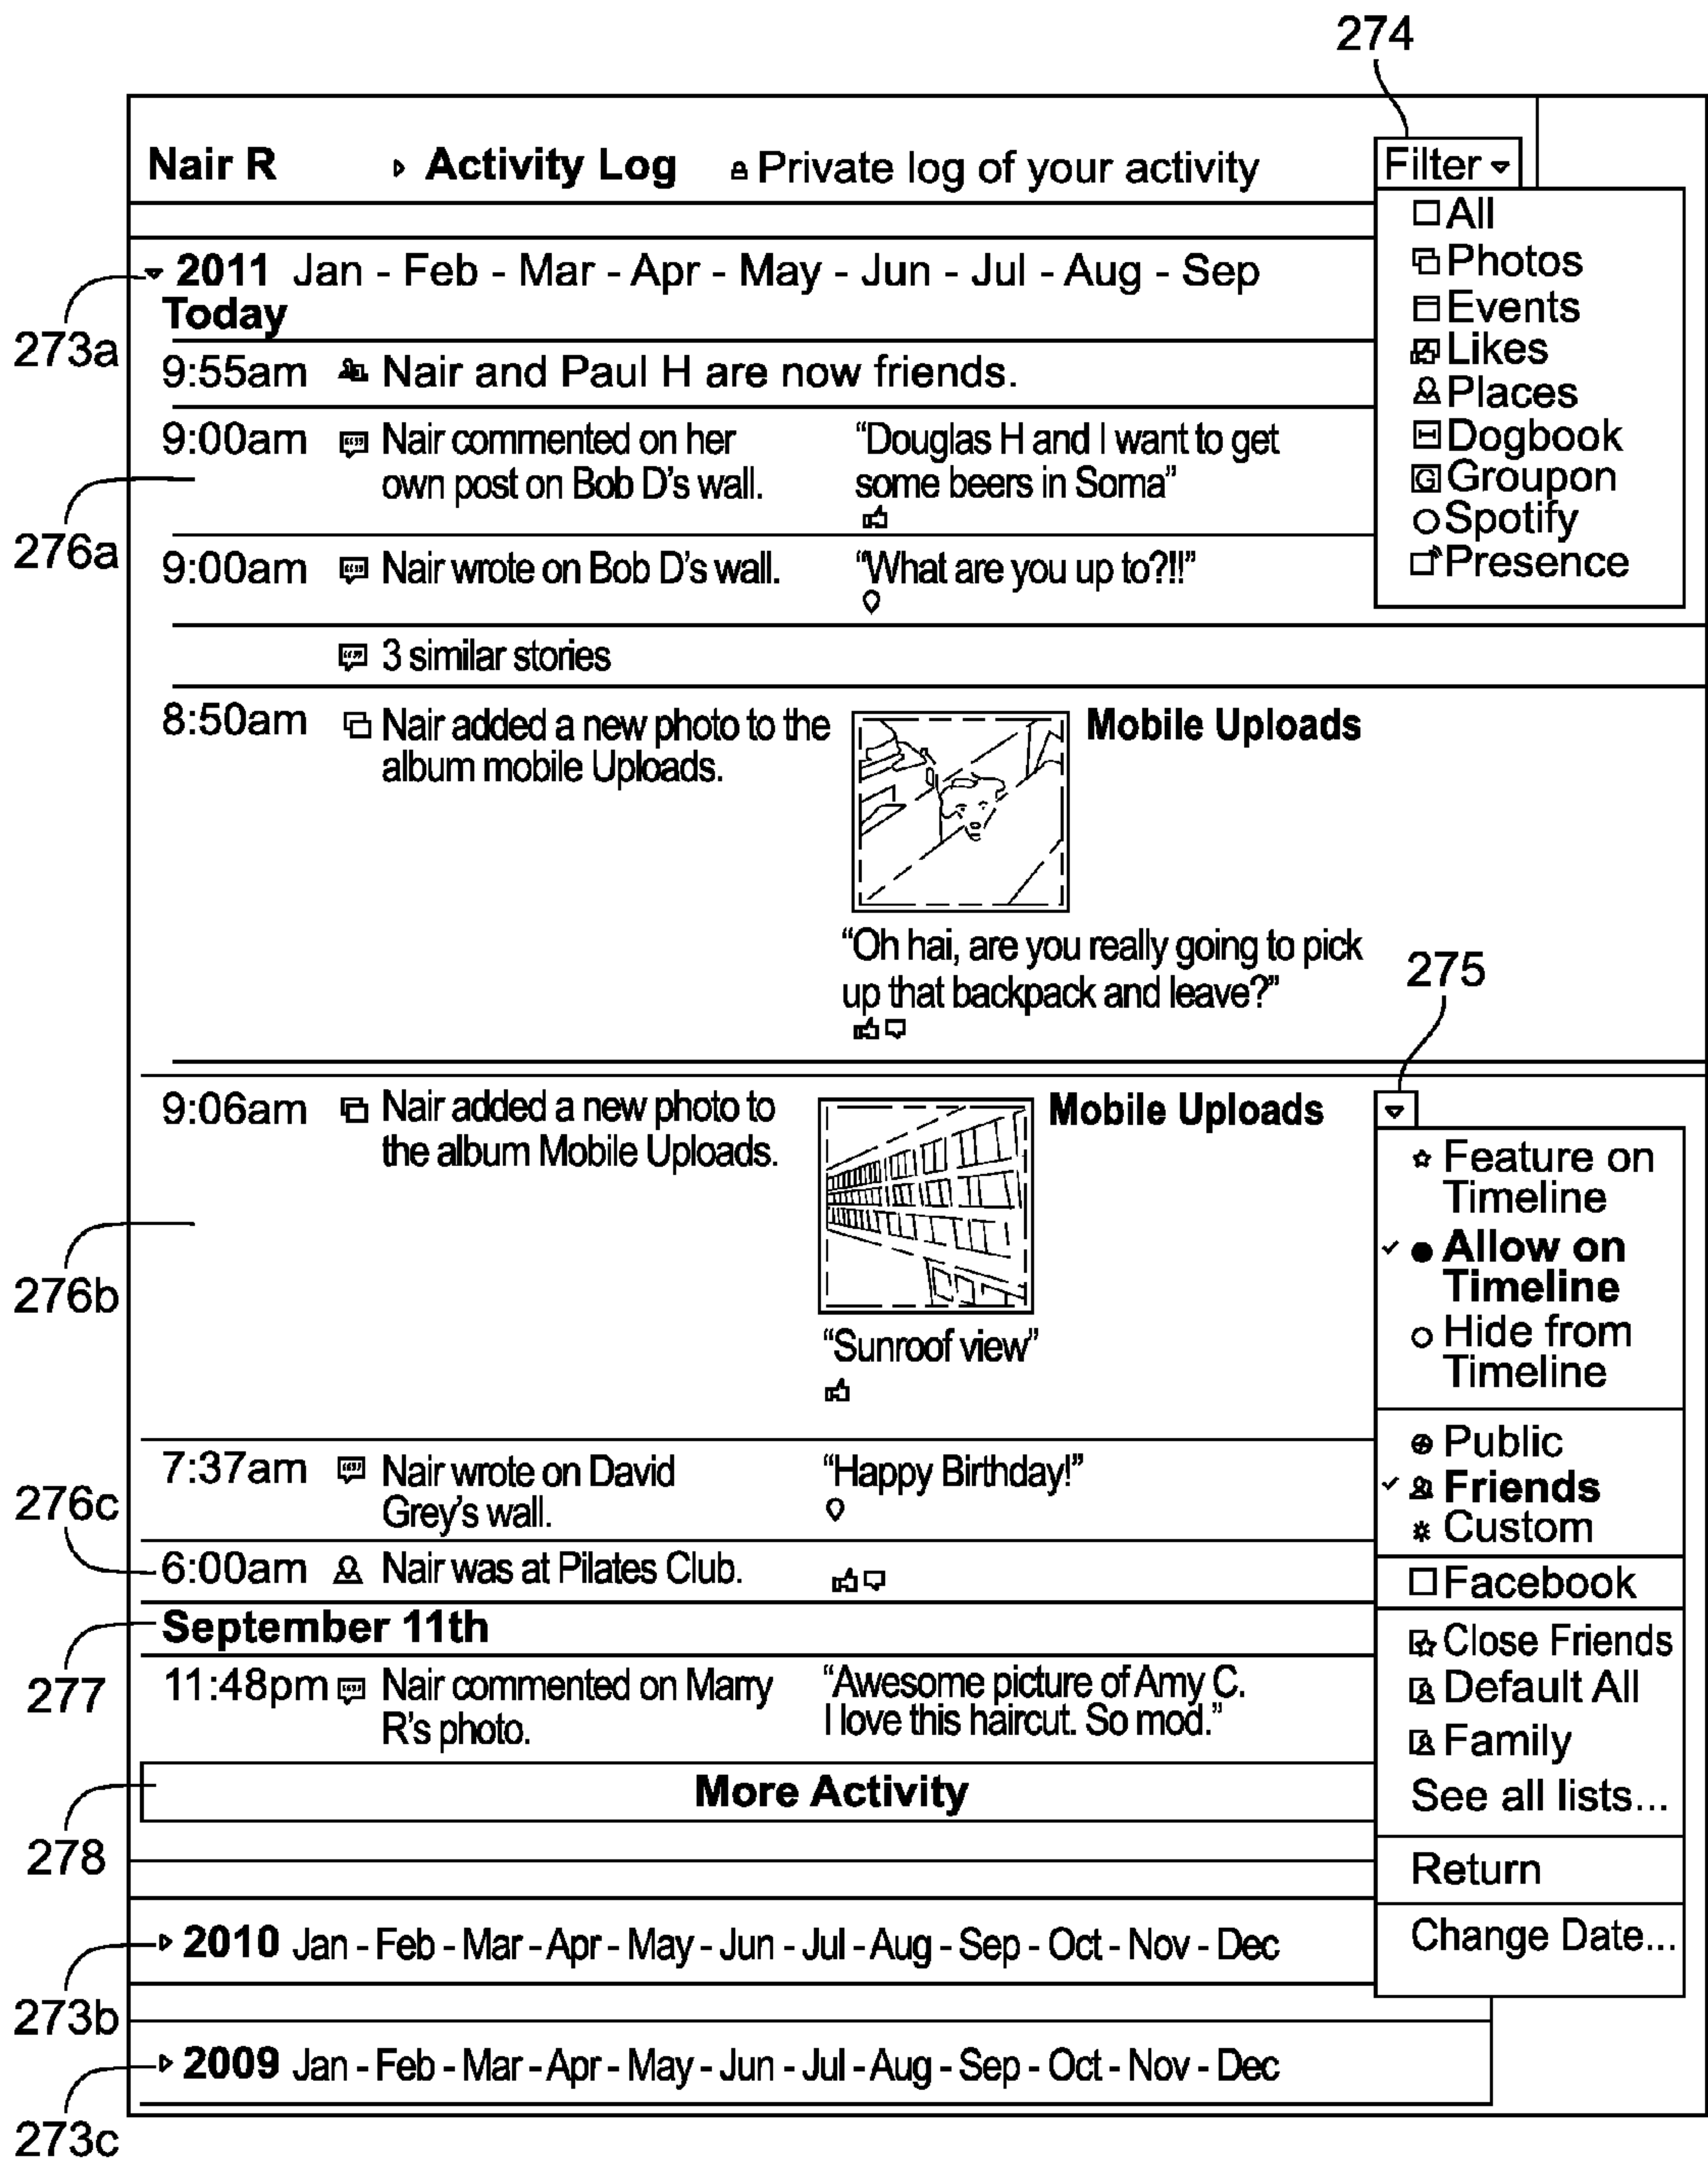 274
Nair R Activity Log Private log of your activity Filter
All
Photos
Events
Likes
Places
Dogbook
Groupon
Spotify
Presence
2011 Jan - Feb - Mar - Apr - May - Jun - Jul - Aug - Sep
Today
273a
9:55am Nair and Paul H are now friends.
9:00am Nair commented on her
own post on Bob D's wall.
“Douglas H and I want to get
some beers in Soma”
276a
9:00am Nair wrote on Bob D's wall. “What are you up to?!!”
“” 3 similar stories
8:50am Nair added a new photo to the
album mobile Uploads.
Mobile Uploads
“Oh hai, are you really going to pick
up that backpack and leave?”
275
9:06am Nair added a new photo to
the album Mobile Uploads.
Mobile Uploads
“Sunroof view”
276b
Feature on
Timeline
Allow on
Timeline
Hide from
Timeline
Public
Friends
Custom
Facebook
Close Friends
Default All
Family
See all lists...
Return
Change Date...
7:37am Nair wrote on David
Grey's wall.
“Happy Birthday!”
276c
6:00am Nair was at Pilates Club.
September 11th
277
11:48pm Nair commented on Marry
R's photo.
“Awesome picture of Amy C.
I love this haircut. So mod.”
More Activity
278
2010 Jan - Feb - Mar - Apr - May - Jun - Jul - Aug - Sep - Oct - Nov - Dec
273b
2009 Jan - Feb - Mar - Apr - May - Jun - Jul - Aug - Sep - Oct - Nov - Dec
273c